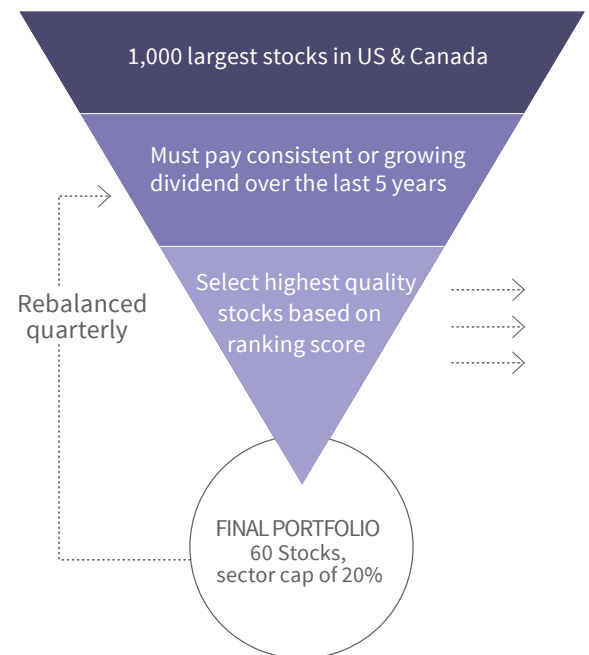 1,000 largest stocks in US & Canada
Must pay consistent or growing
dividend over the last 5 years
Select highest quality
stocks based on
ranking score
Rebalanced
quarterly
FINAL PORTFOLIO
60 Stocks,
sector cap of 20%